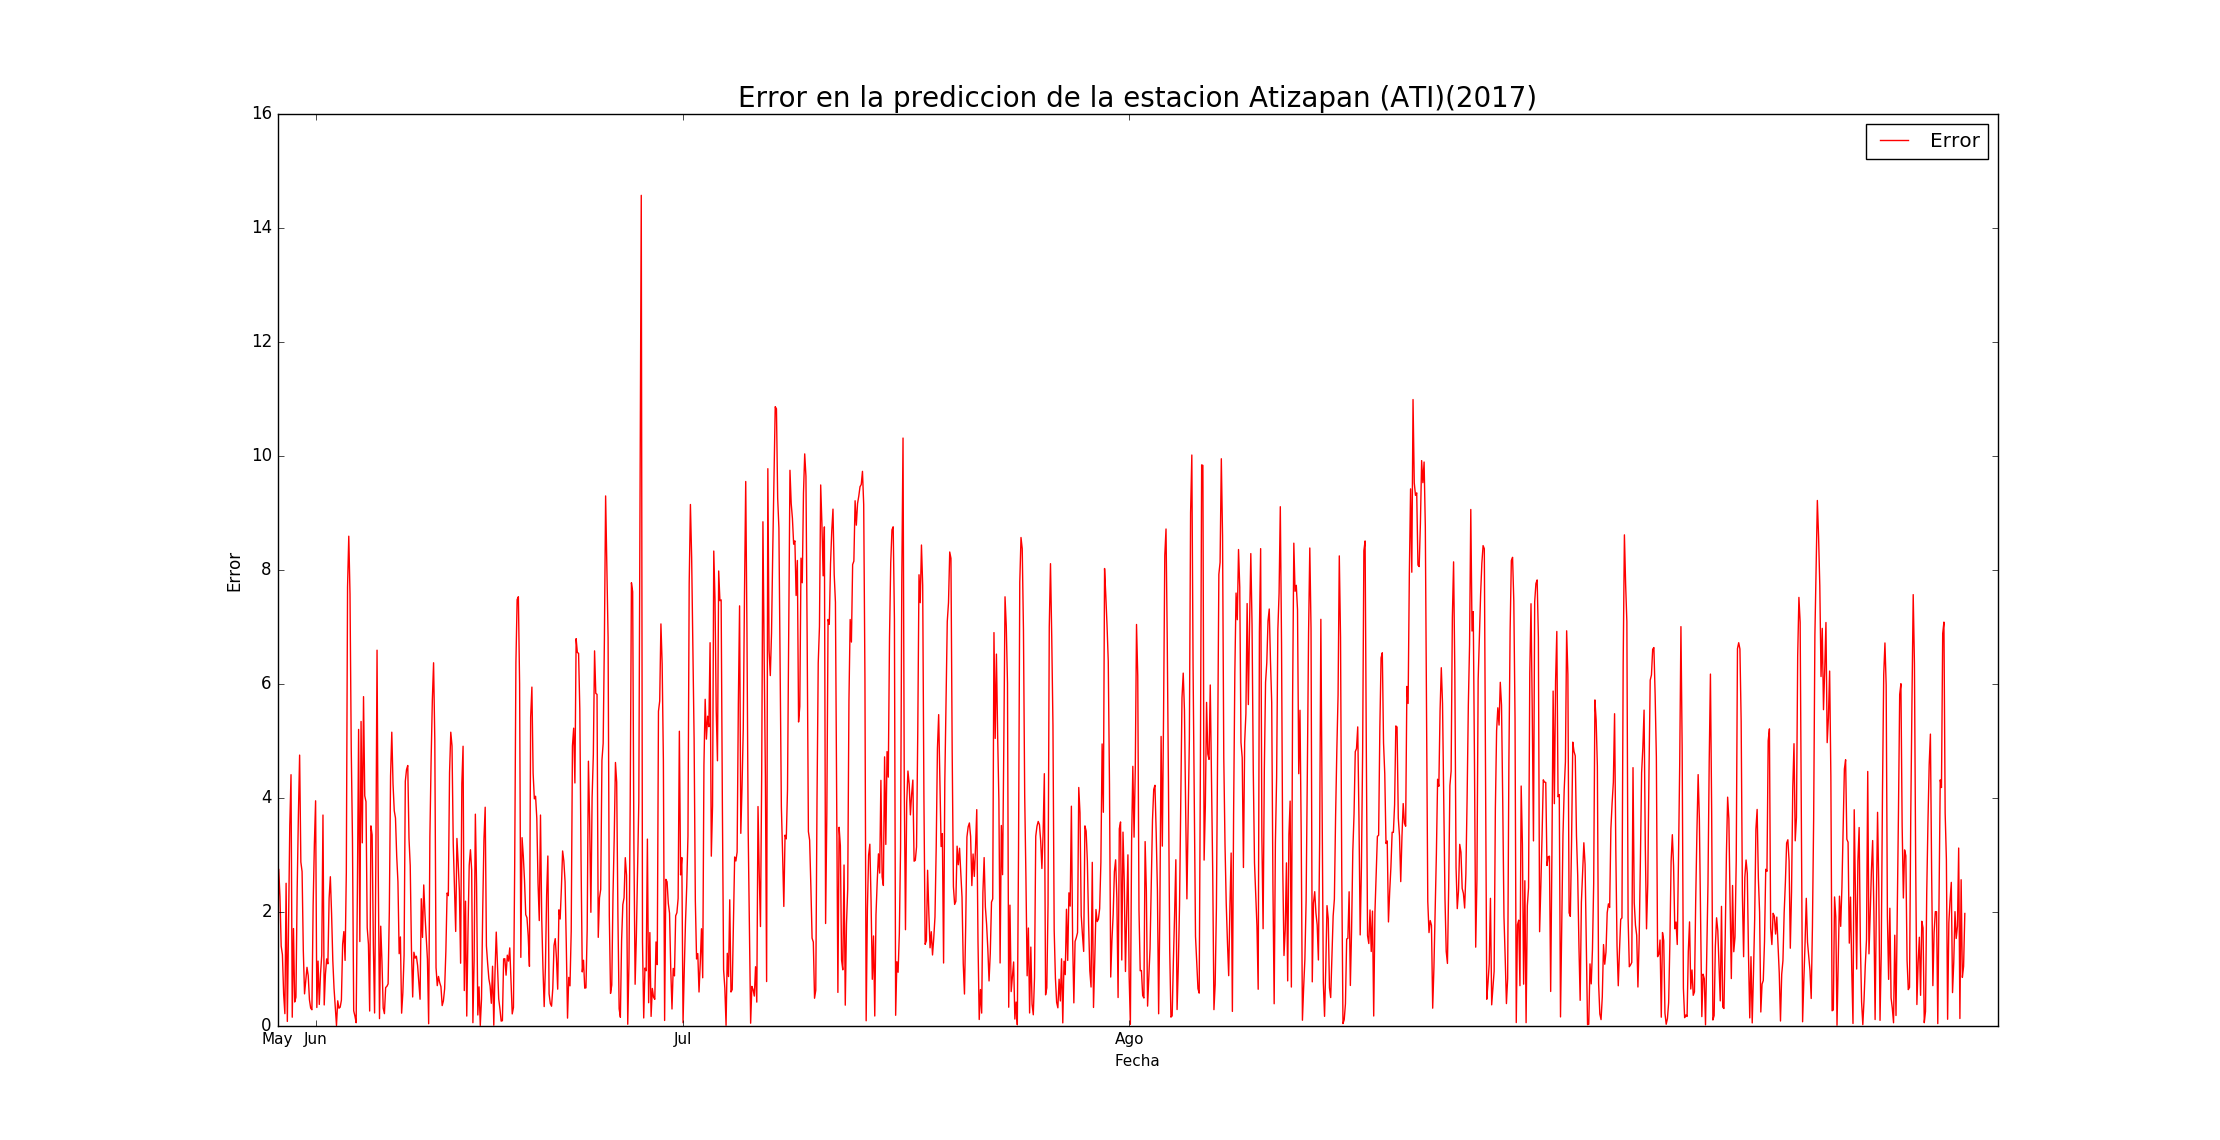 Error en la prediccion de la estacion Atizapan (ATI)(2017)
Error
16
14
12
10
8
6
4
2
0
Error
May Jun Jul Ago
Fecha